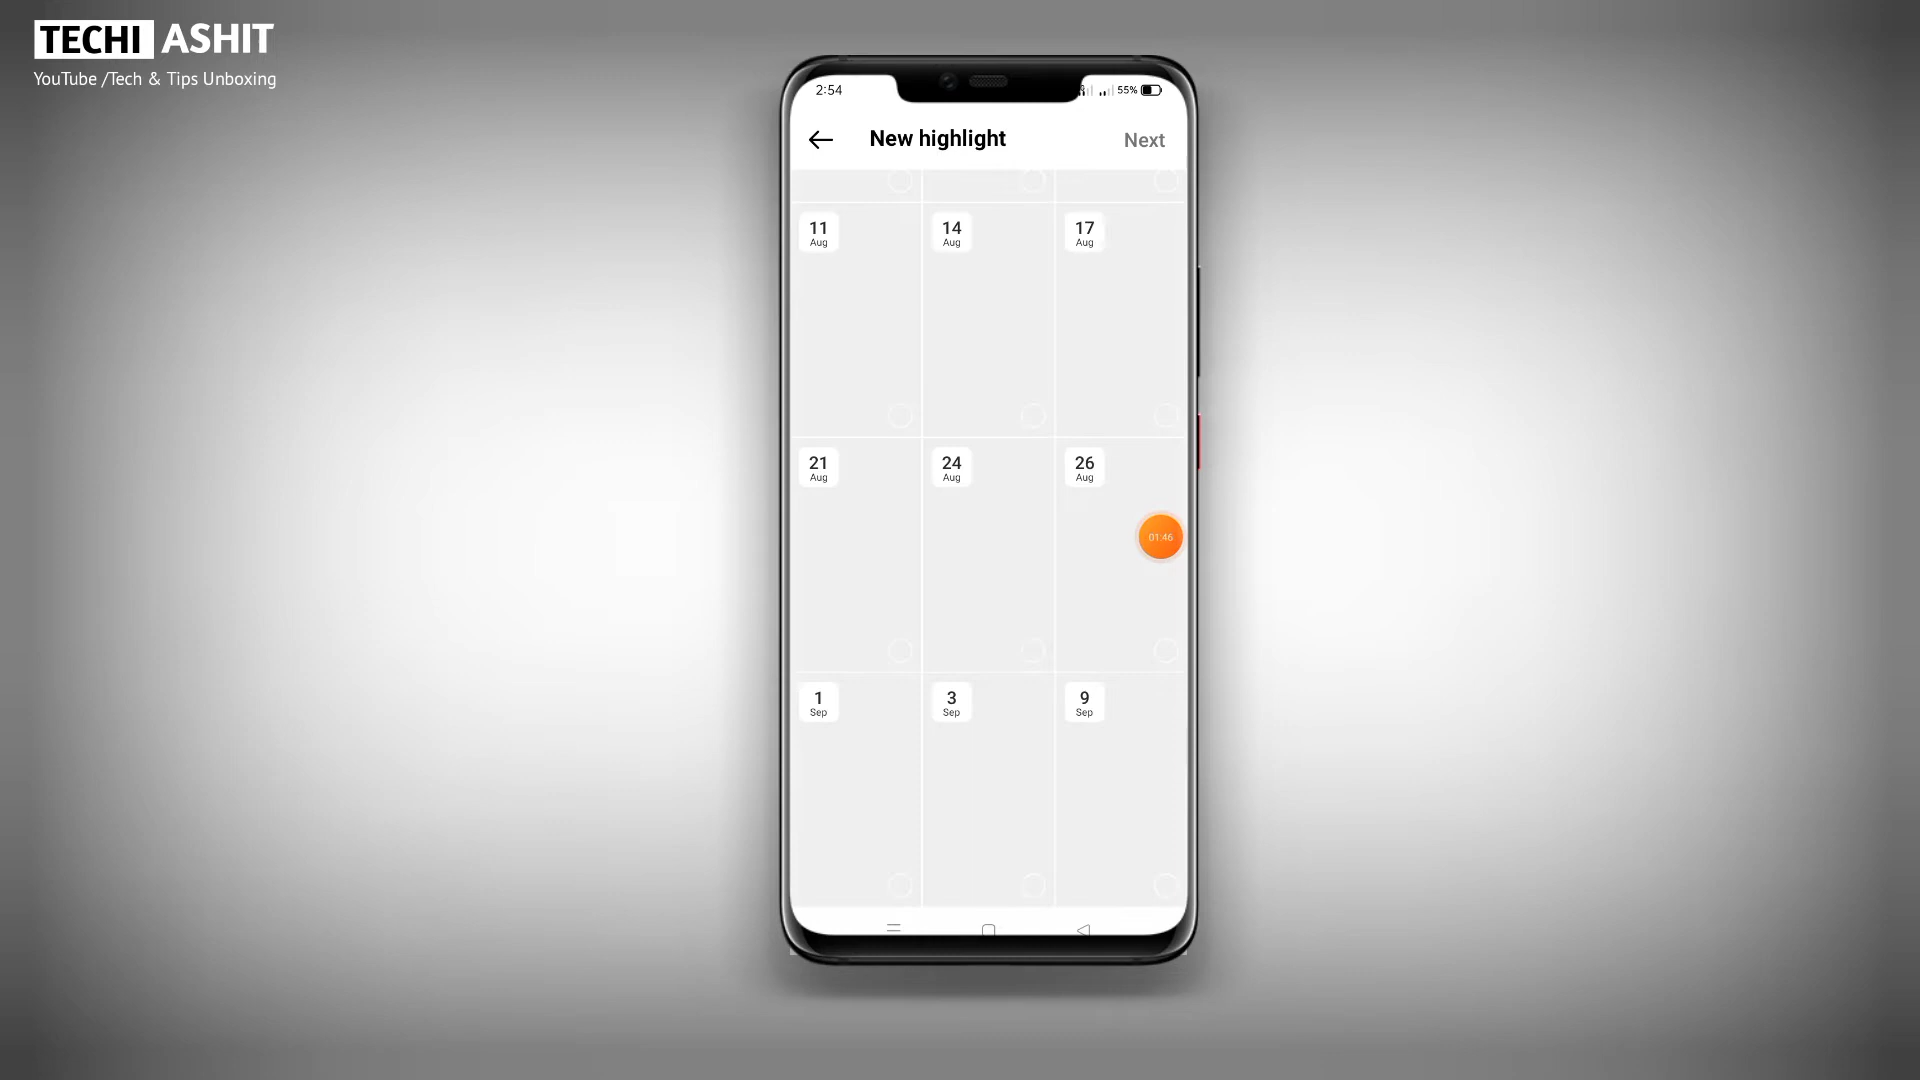 TECHI ASHIT
YouTube /Tech & Tips Unboxing
2:54
55%
New highlight
Next
11
Aug
14
Aug
17
Aug
21
Aug
24
Aug
26
Aug
01:46
1
Sep
3
Sep
9
Sep